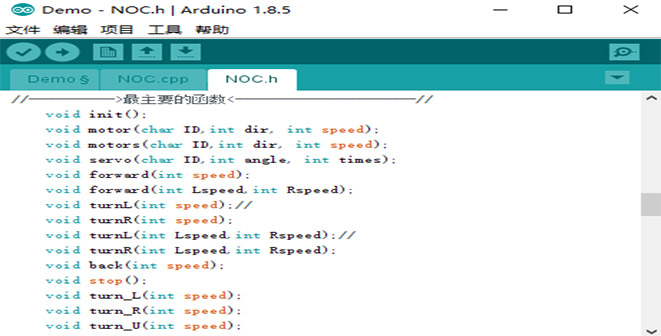 Demo - NOC.h | Arduino 1.8.5
文件 编辑 项目 工具 帮助
Demo § NOC.cpp NOC.h
//——————>最主要的函数<——————————————//
void init();
void motor(char ID,int dir, int speed);
void motors(char ID,int dir, int speed);
void servo(char ID,int angle, int times);
void forward(int speed);
void forward(int Lspeed,int Rspeed);
void turnL(int speed);//
void turnR(int speed);
void turnL(int Lspeed,int Rspeed);//
void turnR(int Lspeed,int Rspeed);
void back(int speed);
void stop();
void turn_L(int speed);
void turn_R(int speed);
void turn_U(int speed);